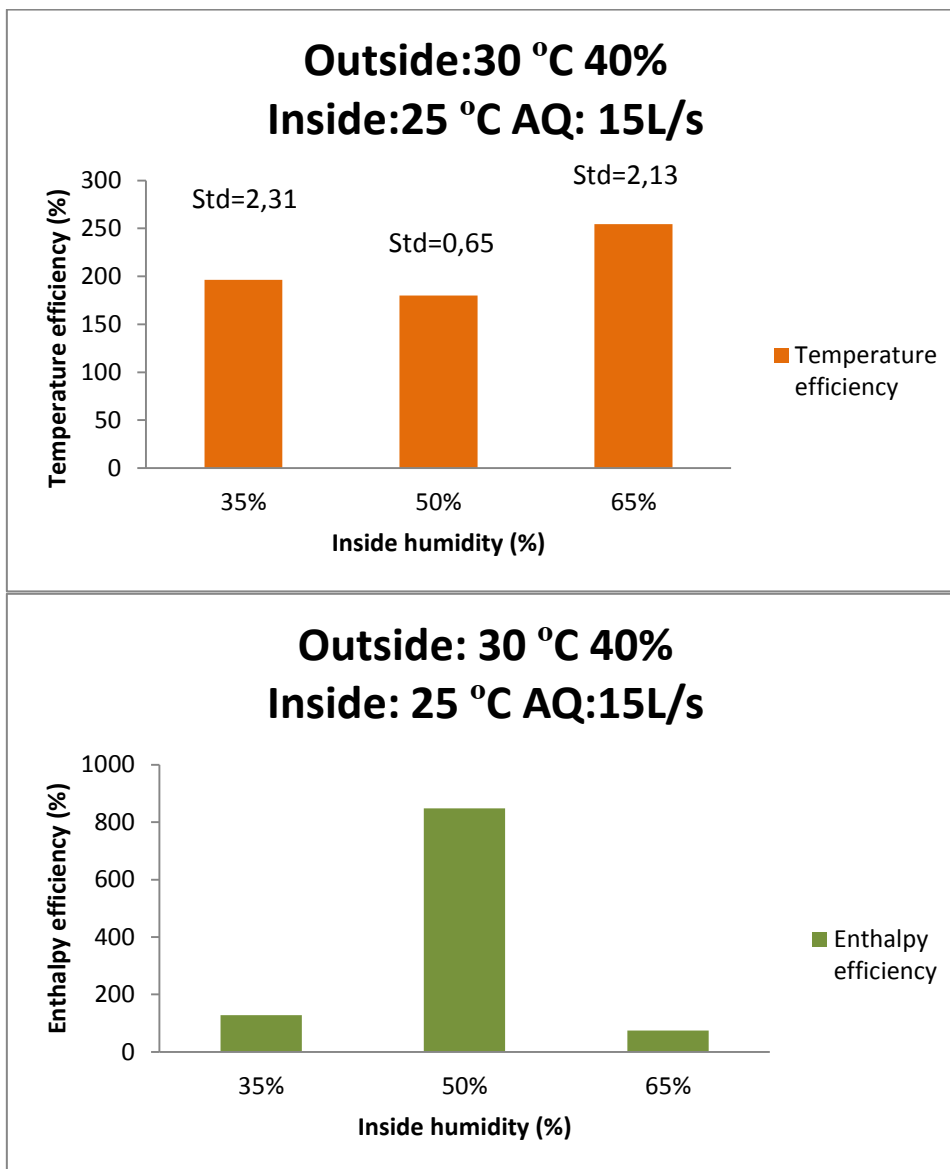 Outside:30 °C 40%
Inside:25 °C AQ: 15L/s
Temperature efficiency (%)
300
250
200
150
100
50
0
Std=2,31
Std=0,65
Std=2,13
35%
50%
65%
Inside humidity (%)
Temperature
efficiency
Outside: 30 °C 40%
Inside: 25 °C AQ:15L/s
Enthalpy efficiency (%)
1000
800
600
400
200
0
35%
50%
65%
Inside humidity (%)
Enthalpy
efficiency